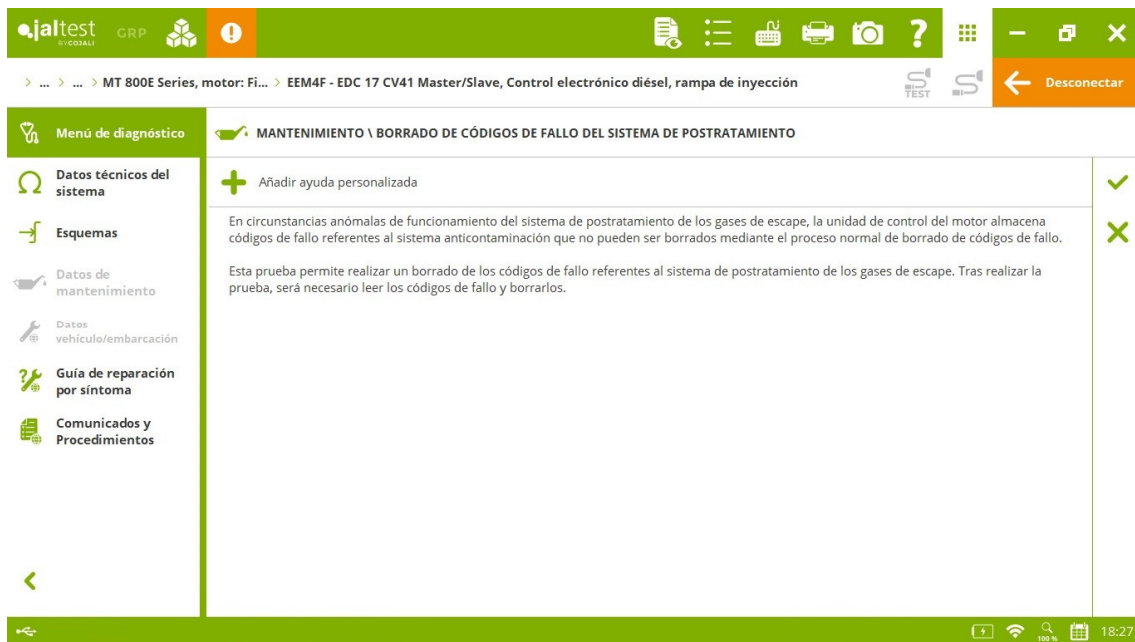 jaltest GRP
BY COJALI
> ... > ... > MT 800E Series, motor: Fi... > EEM4F - EDC 17 CV41 Master/Slave, Control electrónico diésel, rampa de inyección
TEST
Desconectar
Menú de diagnóstico
MANTENIMIENTO \ BORRADO DE CÓDIGOS DE FALLO DEL SISTEMA DE POSTRATAMIENTO
Datos técnicos del
sistema
Esquemas
Datos de
mantenimiento
Datos
vehículo/embarcación
Guía de reparación
por síntoma
Comunicados y
Procedimientos
Añadir ayuda personalizada
En circunstancias anómalas de funcionamiento del sistema de postratamiento de los gases de escape, la unidad de control del motor almacena
códigos de fallo referentes al sistema anticontaminación que no pueden ser borrados mediante el proceso normal de borrado de códigos de fallo.
Esta prueba permite realizar un borrado de los códigos de fallo referentes al sistema de postratamiento de los gases de escape. Tras realizar la
prueba, será necesario leer los códigos de fallo y borrarlos.
100 %
18:27